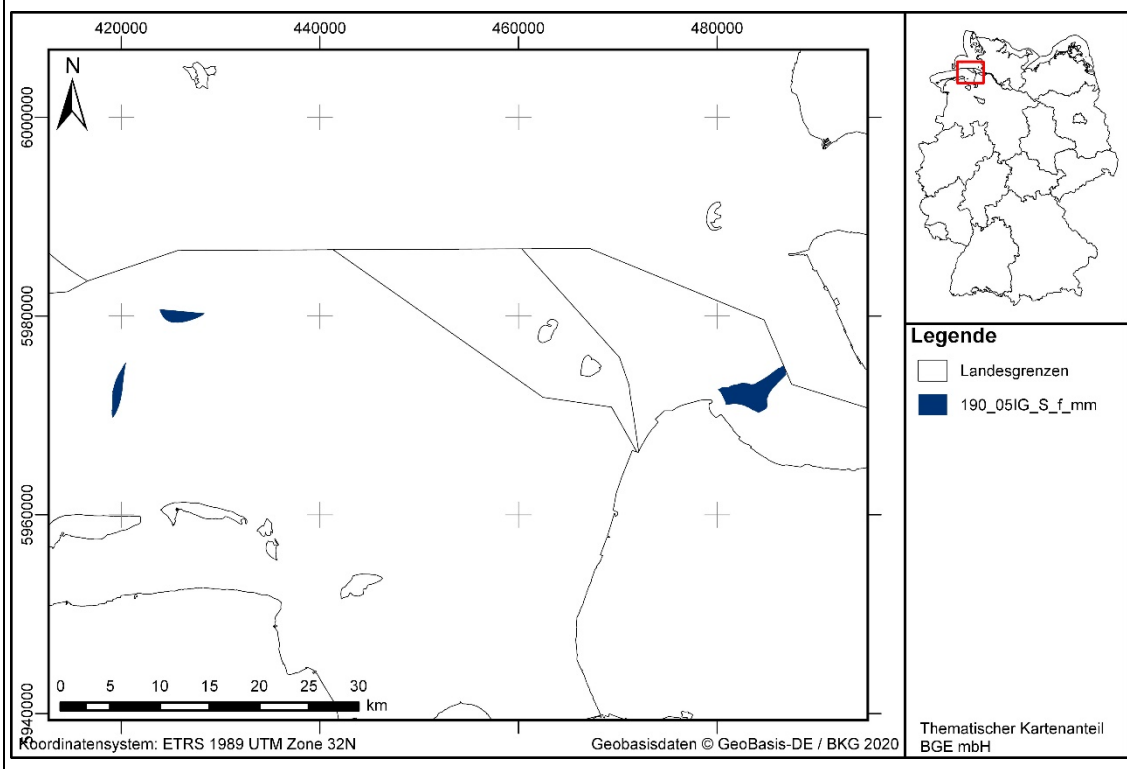 420000
440000
460000
480000
N
6000000
5980000
5960000
5940000
0 5 10 15 20 25 30
km
Koordinatensystem: ETRS 1989 UTM Zone 32N
Geobasisdaten © GeoBasis-DE / BKG 2020
Legende
Landesgrenzen
190_05IG_S_f_mm
Thematischer Kartenanteil
BGE mbH